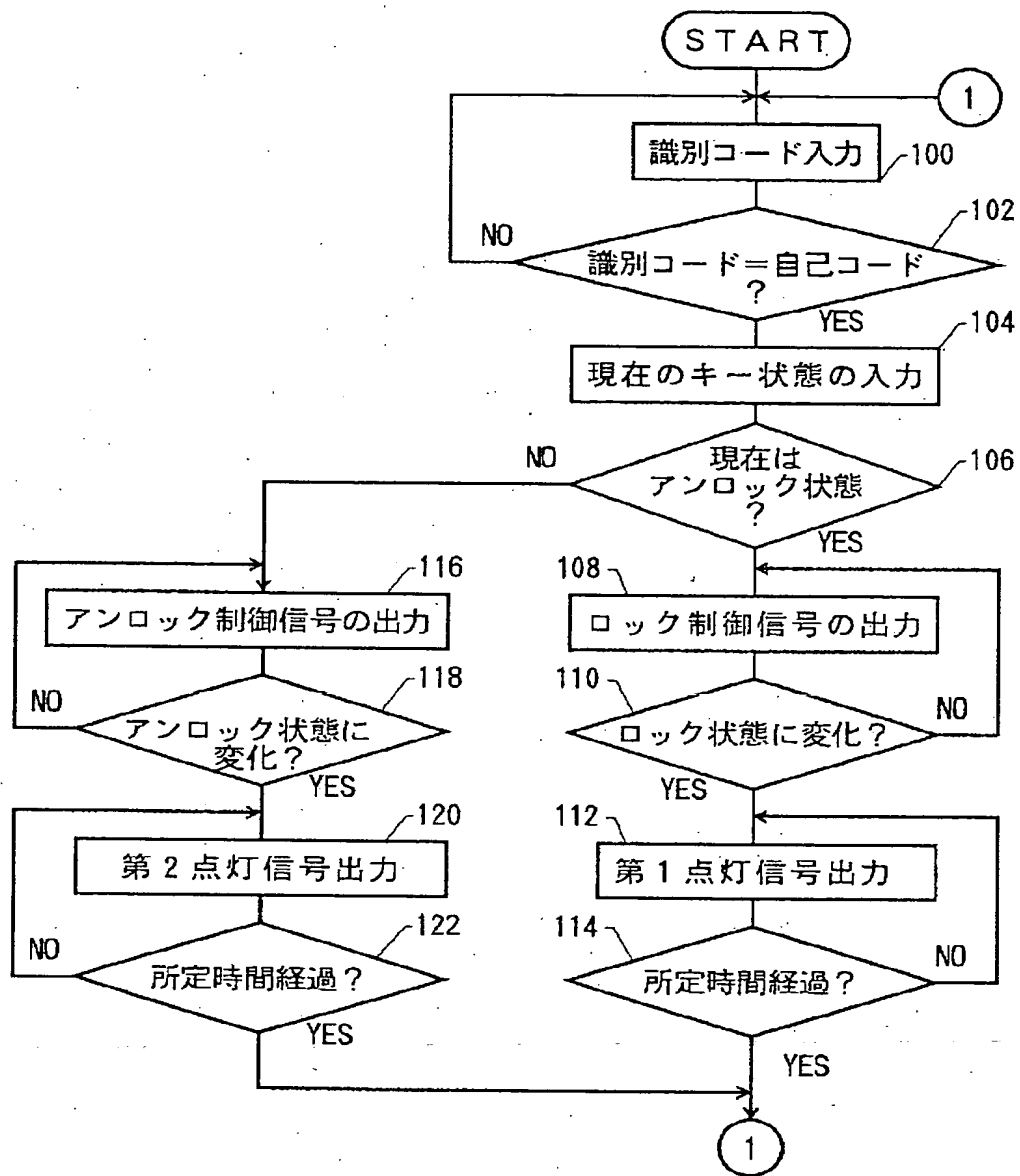 START
1
識別コード入力
100
102
NO
識別コード＝自己コード
?
YES
104
現在のキー状態の入力
NO
現在は
アンロック状態
?
106
YES
116
アンロック制御信号の出力
108
ロック制御信号の出力
NO
118
アンロック状態に
変化?
YES
110
ロック状態に変化?
NO
YES
120
第2点灯信号出力
112
第1点灯信号出力
NO
122
所定時間経過?
YES
114
所定時間経過?
NO
YES
1